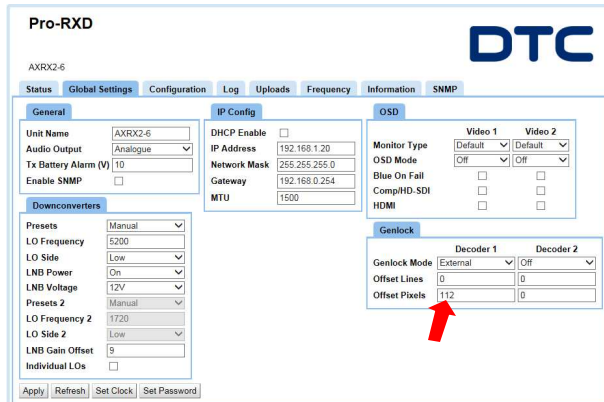 Pro-RXD
DTC
AXRX2-6
Status Global Settings Configuration Log Uploads Frequency Information SNMP
General
Unit Name AXRX2-6
Audio Output Analogue
Tx Battery Alarm (V) 10
Enable SNMP
Downconverters
Presets Manual
LO Frequency 5200
LO Side Low
LNB Power On
LNB Voltage 12V
Presets 2 Manual
LO Frequency 2 1720
LO Side 2 Low
LNB Gain Offset 9
Individual LOs
IP Config
DHCP Enable
IP Address 192.168.1.20
Network Mask 255.255.255.0
Gateway 192.168.0.254
MTU 1500
OSD
Video 1 Video 2
Monitor Type Default Default
OSD Mode Off Off
Blue On Fail
Comp/HD-SDI
HDMI
Genlock
Decoder 1 Decoder 2
Genlock Mode External Off
Offset Lines 0 0
Offset Pixels 112 0
Apply Refresh Set Clock Set Password